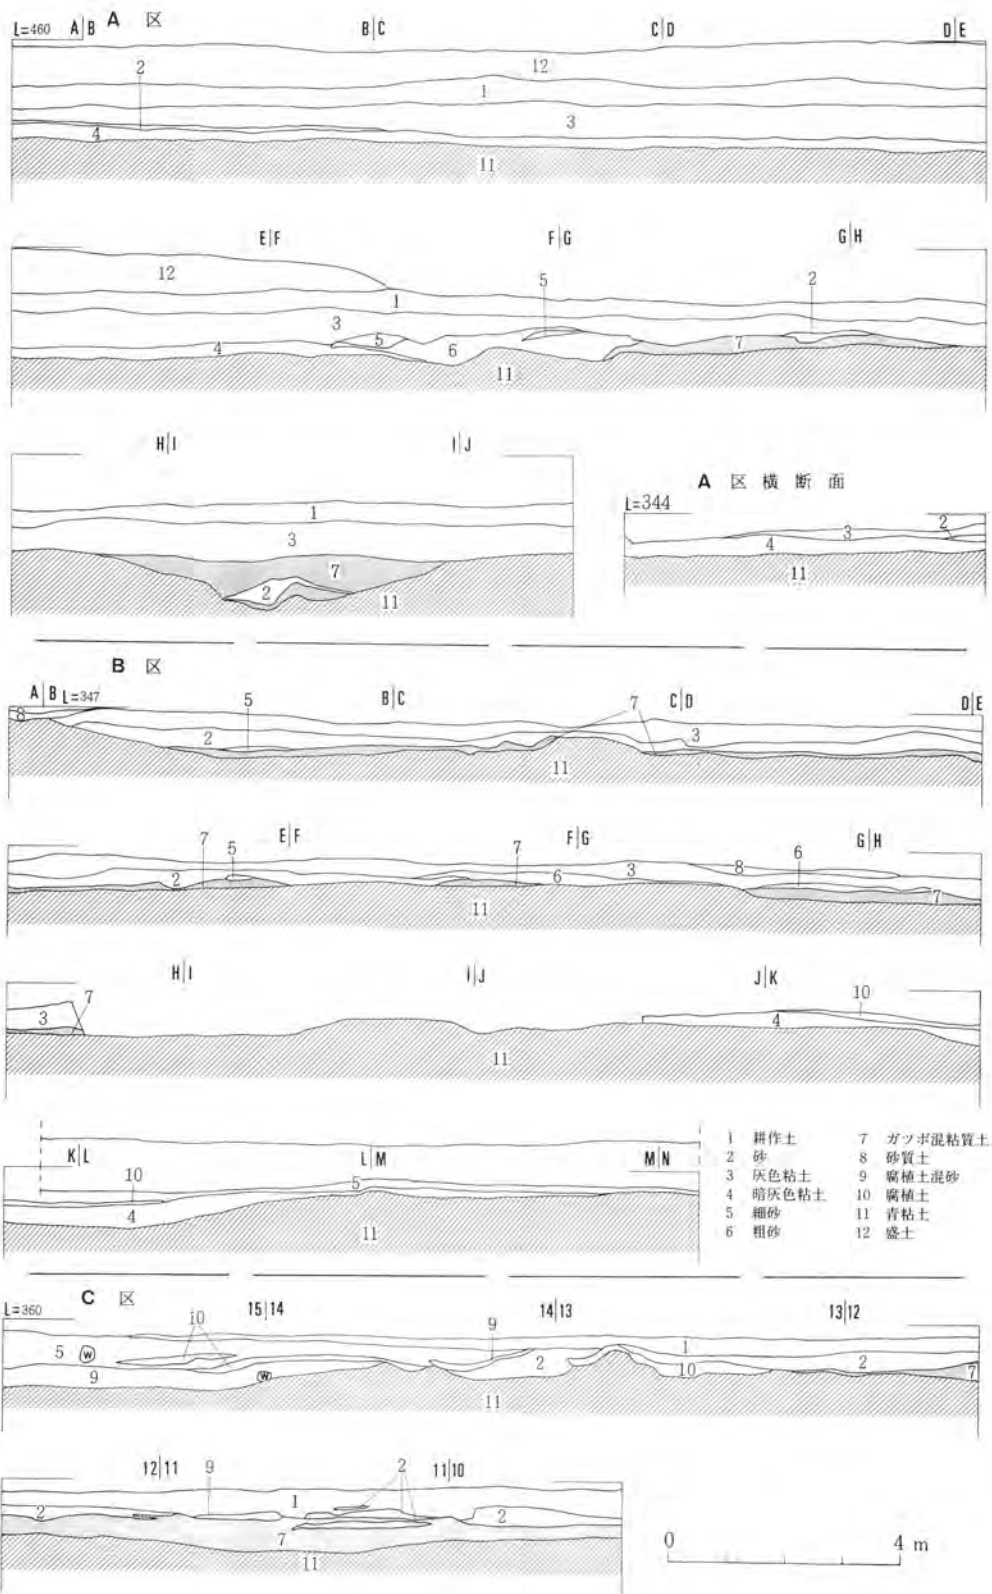 A 区
L=460 A|B B|C C|D D|E
2 12
1
4 3
11
E|F F|G G|H
12 5 2
1
3 5
4 6 7
11
H|I I|J
1
3
7
2 11
A 区 横 断 面
L=344 2
4 3
11
B 区
A|B L=347 5 B|C 7 C|D D|E
8
2 3
11
7 5 E|F 7 F|G 6 G|H
2 6 3 8
11 7
H|I I|J J|K
7 10
3 4
11
K|L L|M M|N
10 5
4
11
1 耕作土
2 砂
3 灰色粘土
4 暗灰色粘土
5 細砂
6 粗砂
7 ガツボ混粘質土
8 砂質土
9 腐植土混砂
10 腐植土
11 青粘土
12 盛土
C 区
L=360 15|14 14|13 13|12
10 9 1
5 W 2 2
9 W 10 7
11
12|11 9 2 11|10
2 1 2
7
11
0 4 m